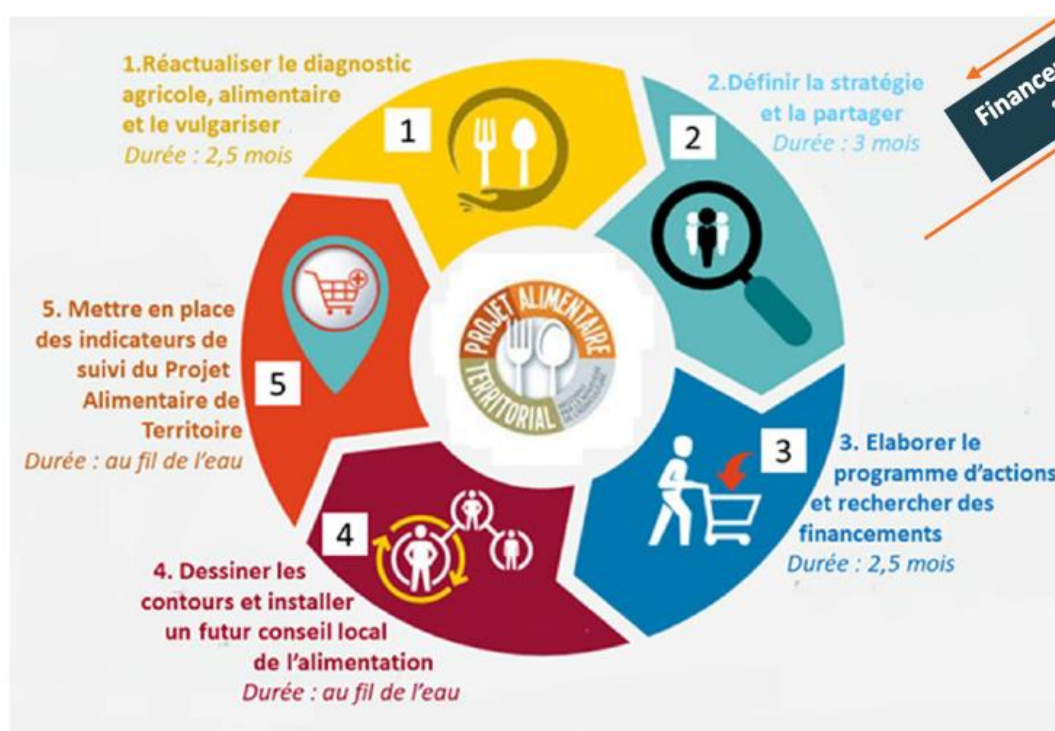 1.Réactualiser le diagnostic
agricole, alimentaire
et le vulgariser
Durée : 2,5 mois
1
2.Définir la stratégie
et la partager
Durée : 3 mois
2
3. Elaborer le
programme d’actions
et rechercher des
financements
Durée : 2,5 mois
3
4. Dessiner les
contours et installer
un futur conseil local
de l’alimentation
Durée : au fil de l’eau
4
5. Mettre en place
des indicateurs de
suivi du Projet
Alimentaire de
Territoire
Durée : au fil de l’eau
5
PROJET ALIMENTAIRE
TERRITORIAL